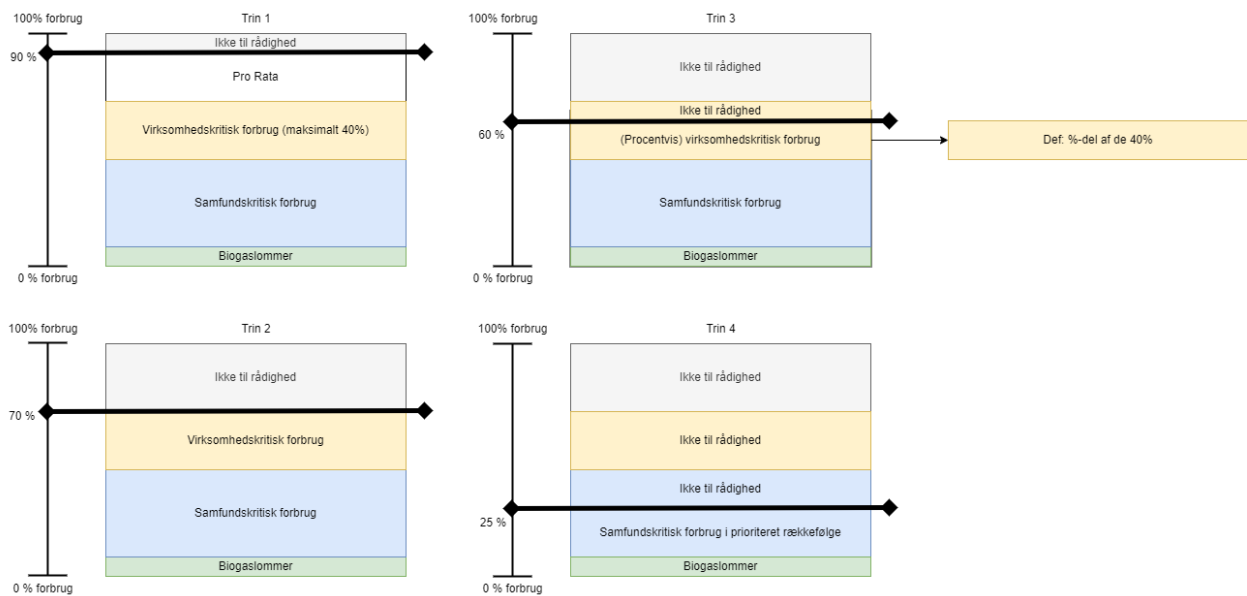 100% forbrug
Trin 1
Ikke til rådighed
90 %
Pro Rata
Virksomhedskritisk forbrug (maksimalt 40%)
Samfundskritisk forbrug
Biogaslommer
0 % forbrug
100% forbrug
Trin 3
Ikke til rådighed
Ikke til rådighed
60 %
(Procentvis) virksomhedskritisk forbrug
Def: %-del af de 40%
Samfundskritisk forbrug
Biogaslommer
0 % forbrug
100% forbrug
Trin 2
Ikke til rådighed
70 %
Virksomhedskritisk forbrug
Samfundskritisk forbrug
Biogaslommer
0 % forbrug
100% forbrug
Trin 4
Ikke til rådighed
Ikke til rådighed
Ikke til rådighed
25 %
Samfundskritisk forbrug i prioriteret rækkefølge
Biogaslommer
0 % forbrug